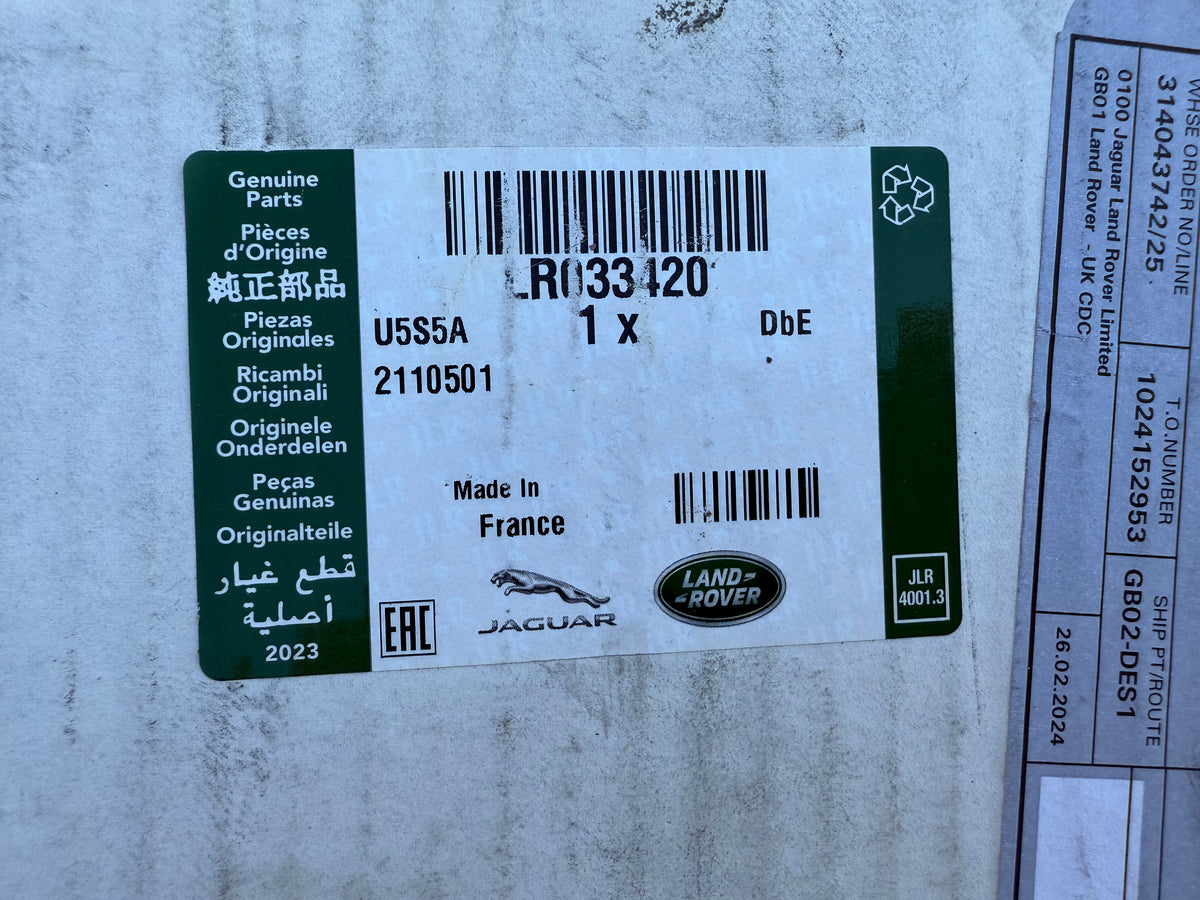 Genuine
Parts
Pièces
d'Origine
純正部品
Piezas
Originales
Ricambi
Originali
Originele
Onderdelen
Peças
Genuinas
Originalteile
قطع غيار
أصلية
2023
LR033420
U5S5A
1 x
DbE
2110501
Made In
France
EAC
JAGUAR
LAND-
-ROVER
JLR
4001.3
WHSE ORDER NO/LINE
3140437742/25
0100 Jaguar Land Rover Limited
GB01 Land Rover - UK CDC
T.O.NUMBER
1024152953
SHIP PT/ROUTE
GB02-DES1
26.02.2024